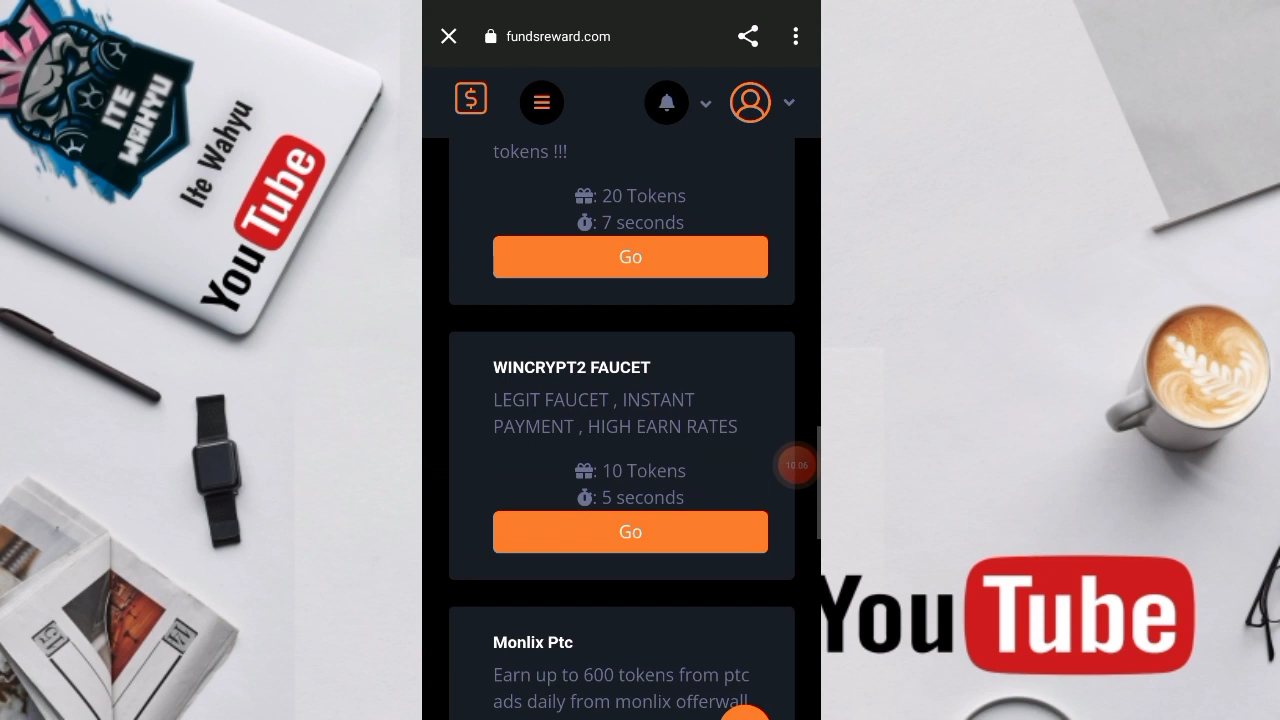 ITE
WAHYU
Ite Wahyu
YouTube
fundsreward.com
tokens !!!
: 20 Tokens
: 7 seconds
Go
WINCRYPT2 FAUCET
LEGIT FAUCET , INSTANT
PAYMENT , HIGH EARN RATES
: 10 Tokens
: 5 seconds
Go
10:06
Monlix Ptc
Earn up to 600 tokens from ptc
ads daily from monlix offerwall
YouTube